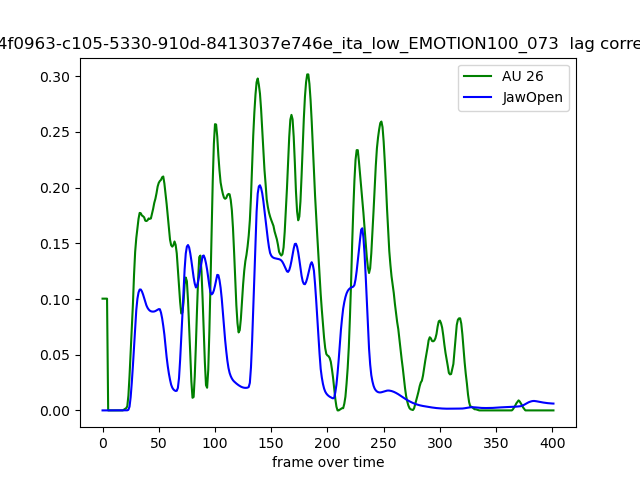 4f0963-c105-5330-910d-8413037e746e_ita_low_EMOTION100_073 lag corre
AU 26
JawOpen
0.30
0.25
0.20
0.15
0.10
0.05
0.00
0 50 100 150 200 250 300 350 400
frame over time